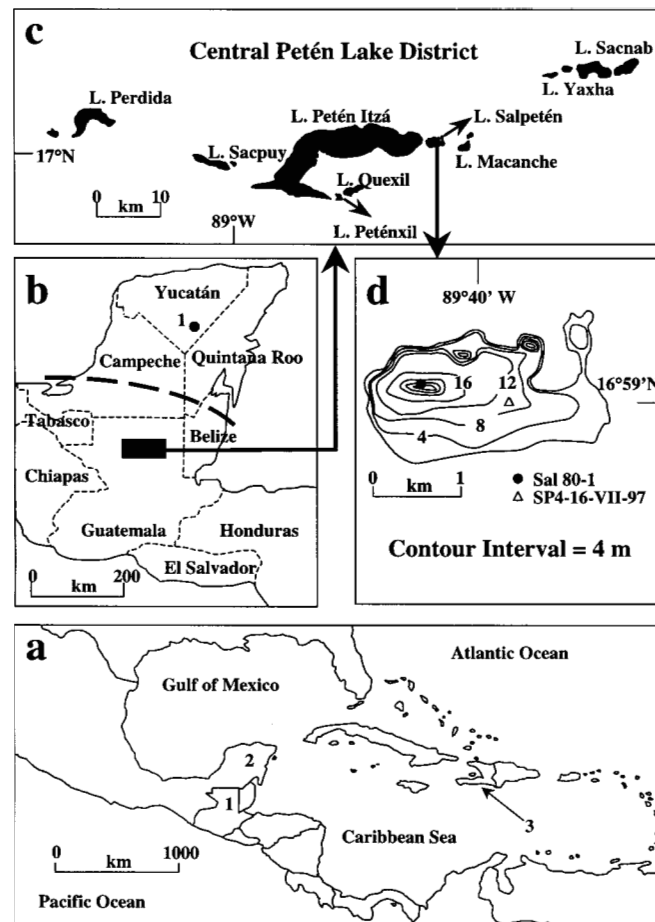 c
Central Petén Lake District
L. Sacnab
L. Yaxha
L. Perdida
L. Petén Itzá
L. Salpetén
17°N
L. Sacpuy
L. Macanche
L. Quexil
0 10
km
89°W
L. Peténxil
b
Yucatán
1
Campeche
Quintana Roo
Tabasco
Belize
Chiapas
Guatemala
Honduras
El Salvador
0 200
km
d
89°40’ W
16 12
16°59’N
8
4
0 1
km
Sal 80-1
SP4-16-VII-97
Contour Interval = 4 m
a
Atlantic Ocean
Gulf of Mexico
2
1
3
Caribbean Sea
0 1000
km
Pacific Ocean